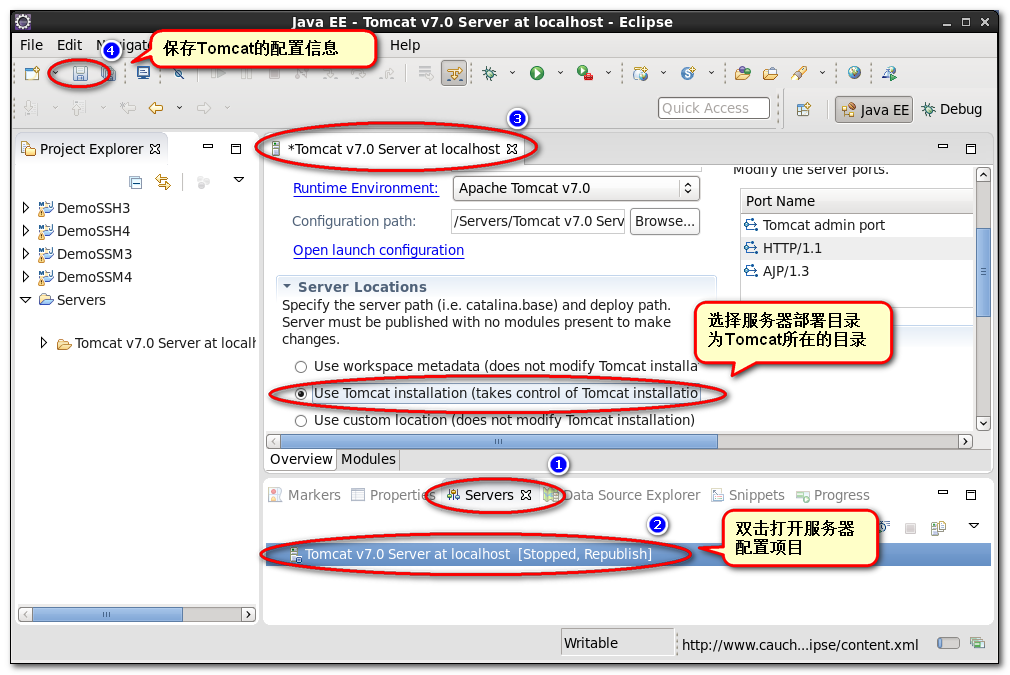 Java EE - Tomcat v7.0 Server at localhost - Eclipse
File Edit Navigate Help
4
保存Tomcat的配置信息
Quick Access
Java EE
Debug
3
Project Explorer
*Tomcat v7.0 Server at localhost
DemoSSH3
DemoSSH4
DemoSSM3
DemoSSM4
Servers
Tomcat v7.0 Server at localh
Runtime Environment:
Apache Tomcat v7.0
Configuration path:
/Servers/Tomcat v7.0 Serv
Browse...
Open launch configuration
Server Locations
Specify the server path (i.e. catalina.base) and deploy path.
Server must be published with no modules present to make
changes.
Use workspace metadata (does not modify Tomcat installa
Use Tomcat installation (takes control of Tomcat installatio
Use custom location (does not modify Tomcat installation)
Modify the server ports.
Port Name
Tomcat admin port
HTTP/1.1
AJP/1.3
选择服务器部署目录
为Tomcat所在的目录
Overview Modules
1
Markers Properties Servers Data Source Explorer Snippets Progress
2
双击打开服务器
配置项目
Tomcat v7.0 Server at localhost [Stopped, Republish]
Writable
http://www.cauch...ipse/content.xml